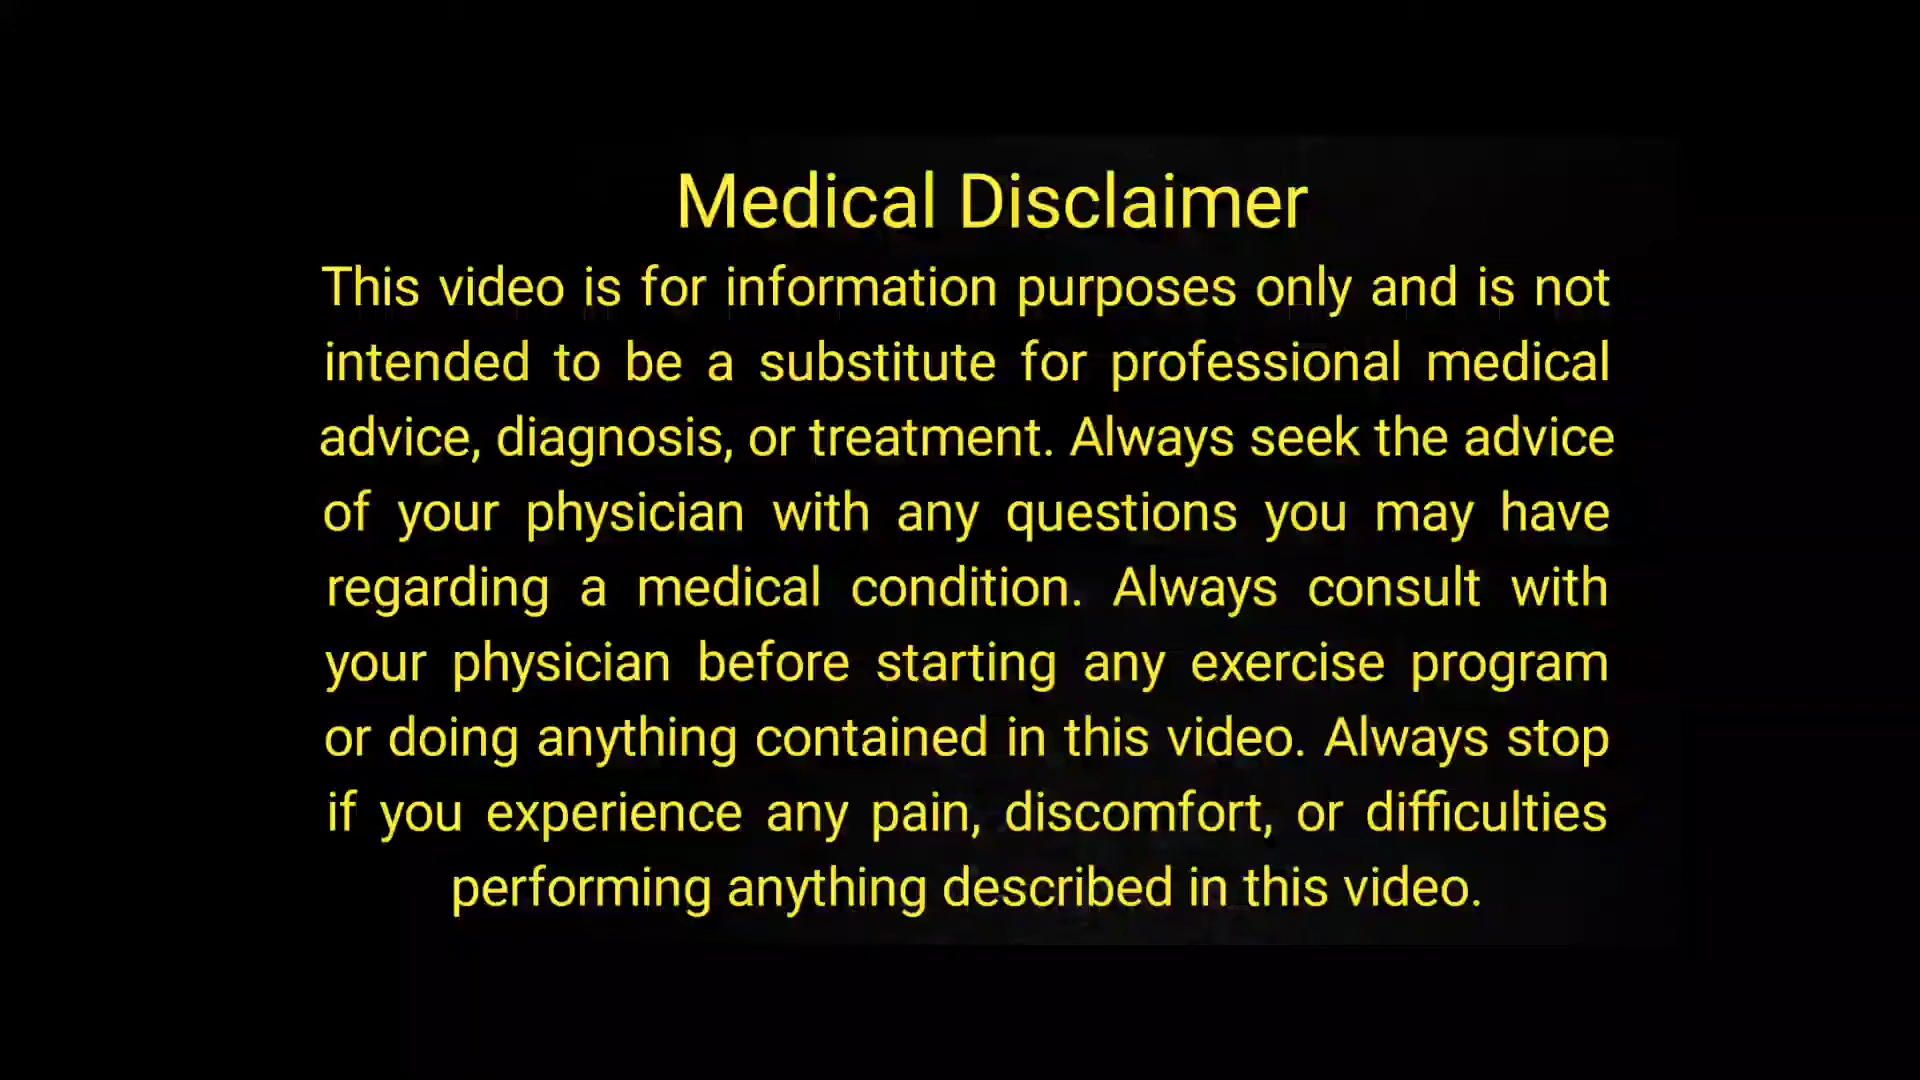 Medical Disclaimer
This video is for information purposes only and is not
intended to be a substitute for professional medical
advice, diagnosis, or treatment. Always seek the advice
of your physician with any questions you may have
regarding a medical condition. Always consult with
your physician before starting any exercise program
or doing anything contained in this video. Always stop
if you experience any pain, discomfort, or difficulties
performing anything described in this video.